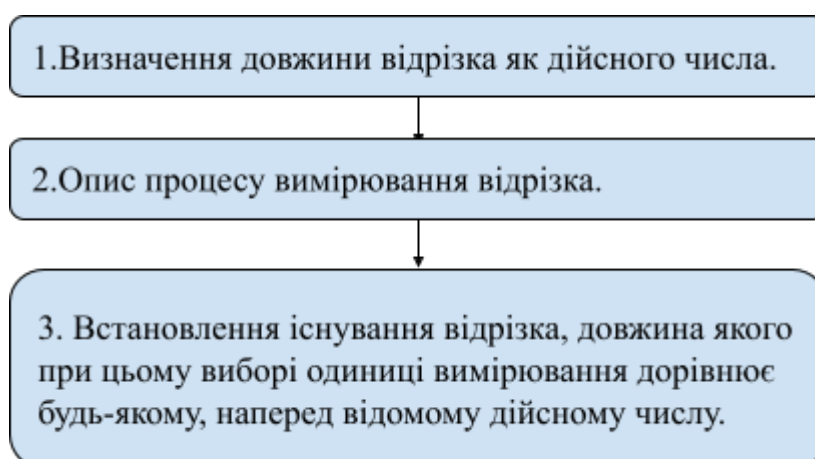 1.Визначення довжини відрізка як дійсного числа.
2.Опис процесу вимірювання відрізка.
3. Встановлення існування відрізка, довжина якого
при цьому виборі одиниці вимірювання дорівнює
будь-якому, наперед відомому дійсному числу.